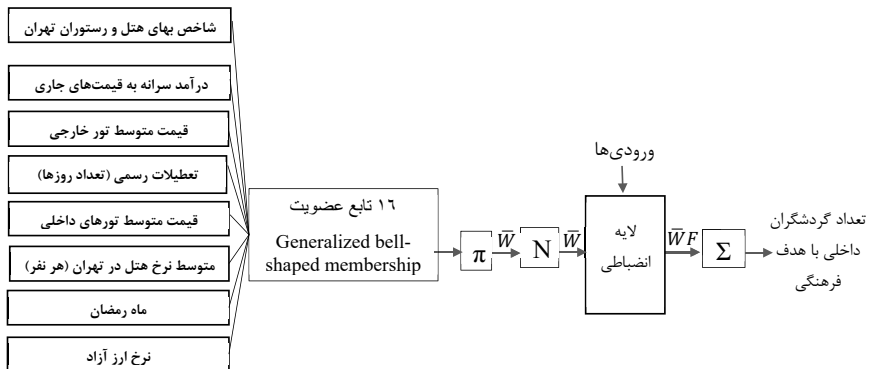 شاخص بهای هتل و رستوران تهران
درآمد سرانه به قیمت‌های جاری
قیمت متوسط تور خارجی
تعطیلات رسمی (تعداد روزها)
قیمت متوسط تورهای داخلی
متوسط نرخ هتل در تهران (هر نفر)
ماه رمضان
نرخ ارز آزاد
۱۶ تابع عضویت
Generalized bell-
shaped membership
π
W̄
N
W̄
ورودی‌ها
لایه
انضباطی
W̄F
Σ
تعداد گردشگران
داخلی با هدف
فرهنگی